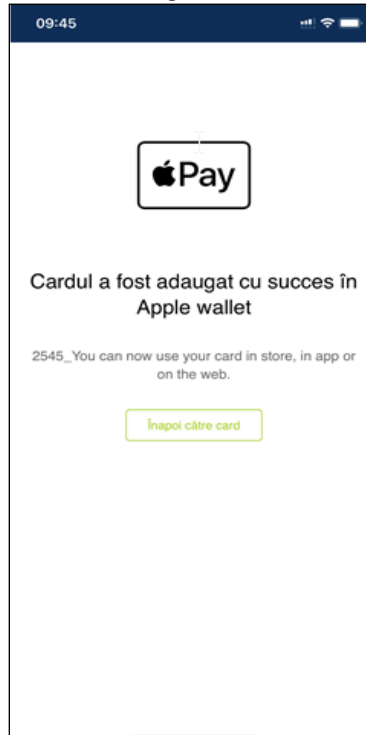 09:45
Pay
Cardul a fost adaugat cu succes în
Apple wallet
2545_You can now use your card in store, in app or
on the web.
Înapoi către card